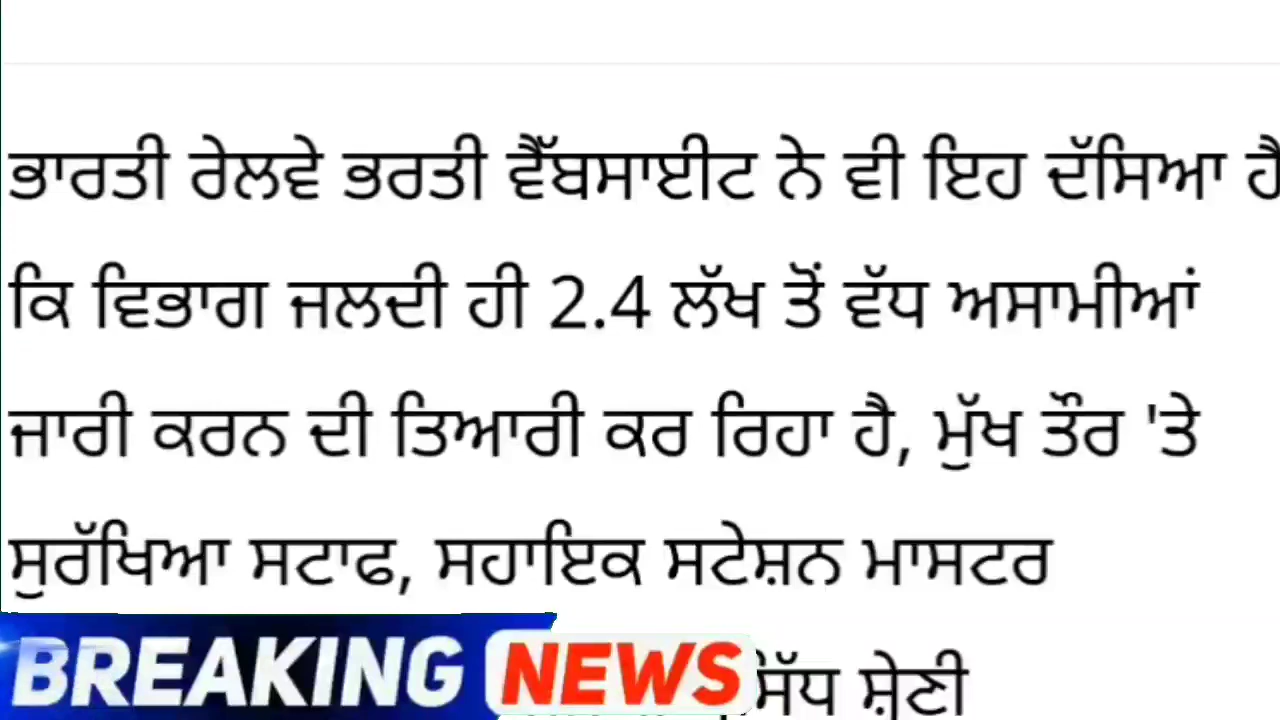 ਭਾਰਤੀ ਰੇਲਵੇ ਭਰਤੀ ਵੈੱਬਸਾਈਟ ਨੇ ਵੀ ਇਹ ਦੱਸਿਆ ਹੈ
ਕਿ ਵਿਭਾਗ ਜਲਦੀ ਹੀ 2.4 ਲੱਖ ਤੋਂ ਵੱਧ ਅਸਾਮੀਆਂ
ਜਾਰੀ ਕਰਨ ਦੀ ਤਿਆਰੀ ਕਰ ਰਿਹਾ ਹੈ, ਮੁੱਖ ਤੌਰ 'ਤੇ
ਸੁਰੱਖਿਆ ਸਟਾਫ, ਸਹਾਇਕ ਸਟੇਸ਼ਨ ਮਾਸਟਰ
ਸ਼੍ਰੇਣੀ
BREAKING NEWS